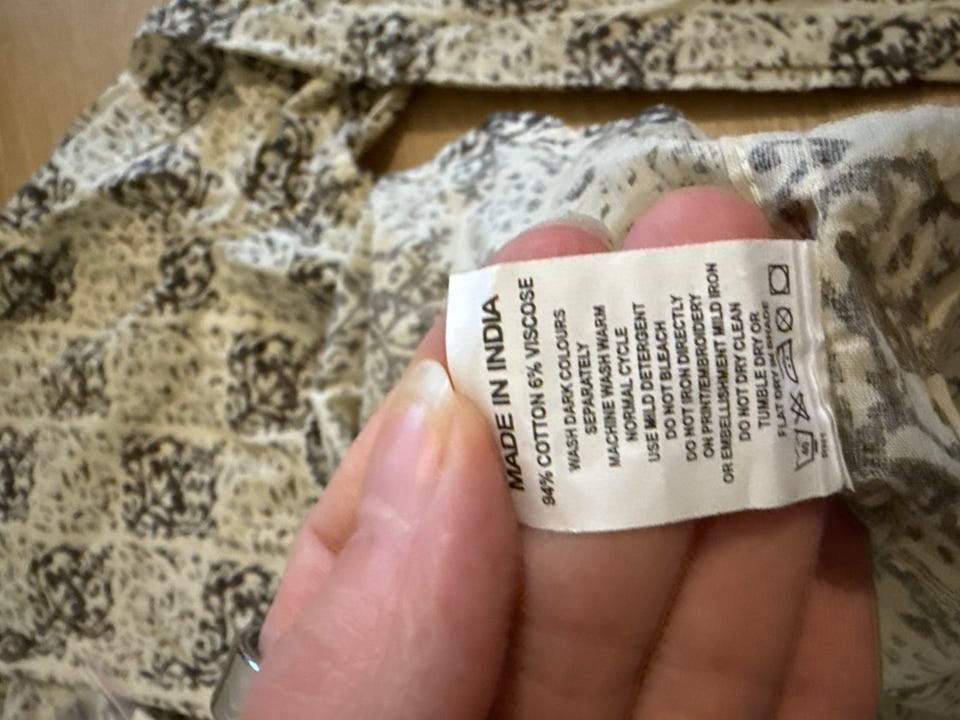 MADE IN INDIA
94% COTTON 6% VISCOSE
WASH DARK COLOURS
SEPARATELY
MACHINE WASH WARM
NORMAL CYCLE
USE MILD DETERGENT
DO NOT BLEACH
DO NOT IRON DIRECTLY
ON PRINT/EMBROIDERY
OR EMBELLISHMENT MILD IRON
DO NOT DRY CLEAN
TUMBLE DRY OR
FLAT DRY IN SHADE